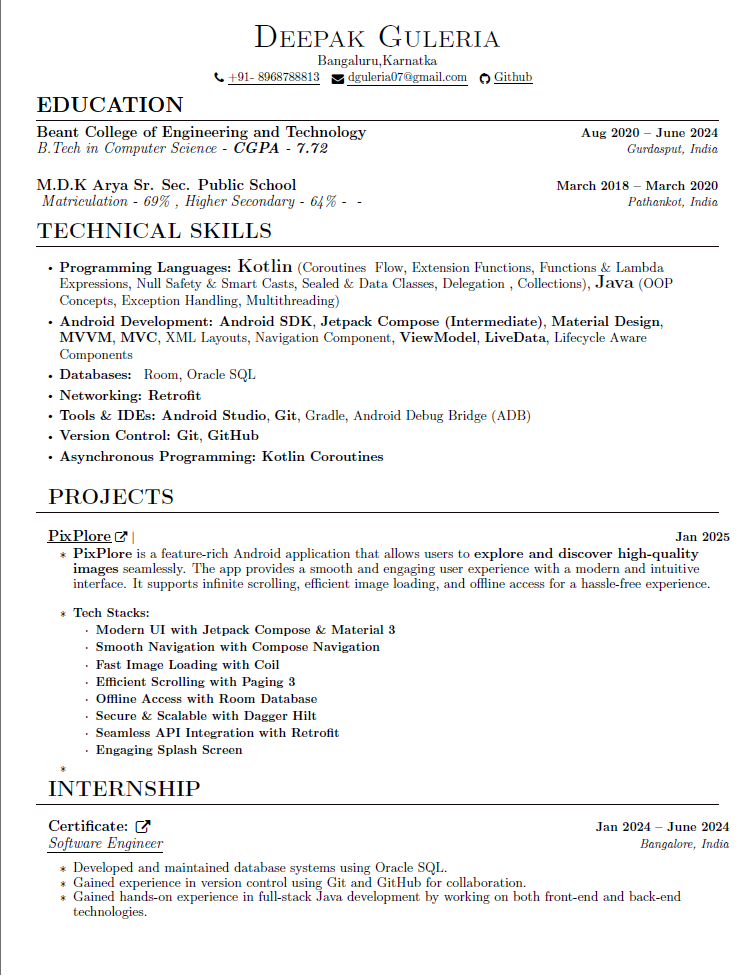 Deepak Guleria
Bangaluru,Karnatka
+91- 8968788813 dguleria07@gmail.com Github
EDUCATION
Beant College of Engineering and Technology Aug 2020 – June 2024
B.Tech in Computer Science - CGPA - 7.72 Gurdasput, India
M.D.K Arya Sr. Sec. Public School March 2018 – March 2020
Matriculation - 69% , Higher Secondary - 64% - - Pathankot, India
TECHNICAL SKILLS
• Programming Languages: Kotlin (Coroutines Flow, Extension Functions, Functions & Lambda
Expressions, Null Safety & Smart Casts, Sealed & Data Classes, Delegation , Collections), Java (OOP
Concepts, Exception Handling, Multithreading)
• Android Development: Android SDK, Jetpack Compose (Intermediate), Material Design,
MVVM, MVC, XML Layouts, Navigation Component, ViewModel, LiveData, Lifecycle Aware
Components
• Databases: Room, Oracle SQL
• Networking: Retrofit
• Tools & IDEs: Android Studio, Git, Gradle, Android Debug Bridge (ADB)
• Version Control: Git, GitHub
• Asynchronous Programming: Kotlin Coroutines
PROJECTS
PixPlore | Jan 2025
* PixPlore is a feature-rich Android application that allows users to explore and discover high-quality
images seamlessly. The app provides a smooth and engaging user experience with a modern and intuitive
interface. It supports infinite scrolling, efficient image loading, and offline access for a hassle-free experience.
* Tech Stacks:
· Modern UI with Jetpack Compose & Material 3
· Smooth Navigation with Compose Navigation
· Fast Image Loading with Coil
· Efficient Scrolling with Paging 3
· Offline Access with Room Database
· Secure & Scalable with Dagger Hilt
· Seamless API Integration with Retrofit
· Engaging Splash Screen
*
INTERNSHIP
Certificate: Jan 2024 – June 2024
Software Engineer Bangalore, India
* Developed and maintained database systems using Oracle SQL.
* Gained experience in version control using Git and GitHub for collaboration.
* Gained hands-on experience in full-stack Java development by working on both front-end and back-end
technologies.